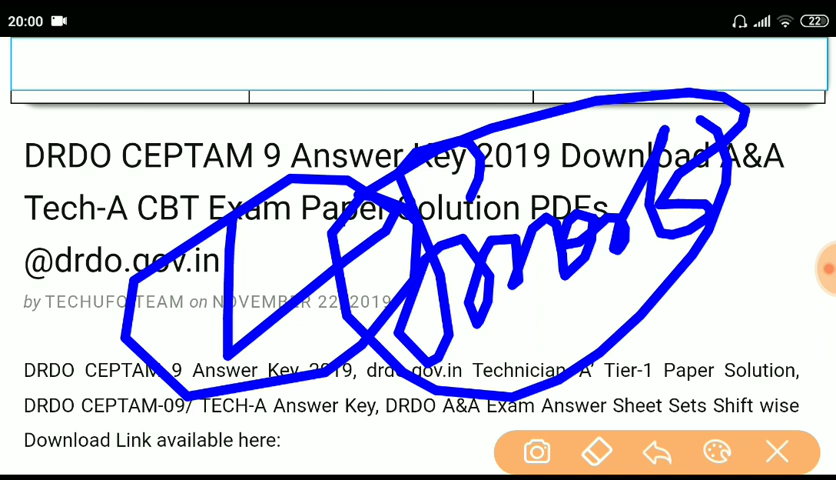 20:00
22
DRDO CEPTAM 9 Answer Key 2019 Download A&A
Tech-A CBT Exam Paper Solution PDFs
@drdo.gov.in
by TECHUFO TEAM on NOVEMBER 22, 2019
DRDO CEPTAM 9 Answer Key 2019, drdo.gov.in Technician 'A' Tier-1 Paper Solution,
DRDO CEPTAM-09/ TECH-A Answer Key, DRDO A&A Exam Answer Sheet Sets Shift wise
Download Link available here: